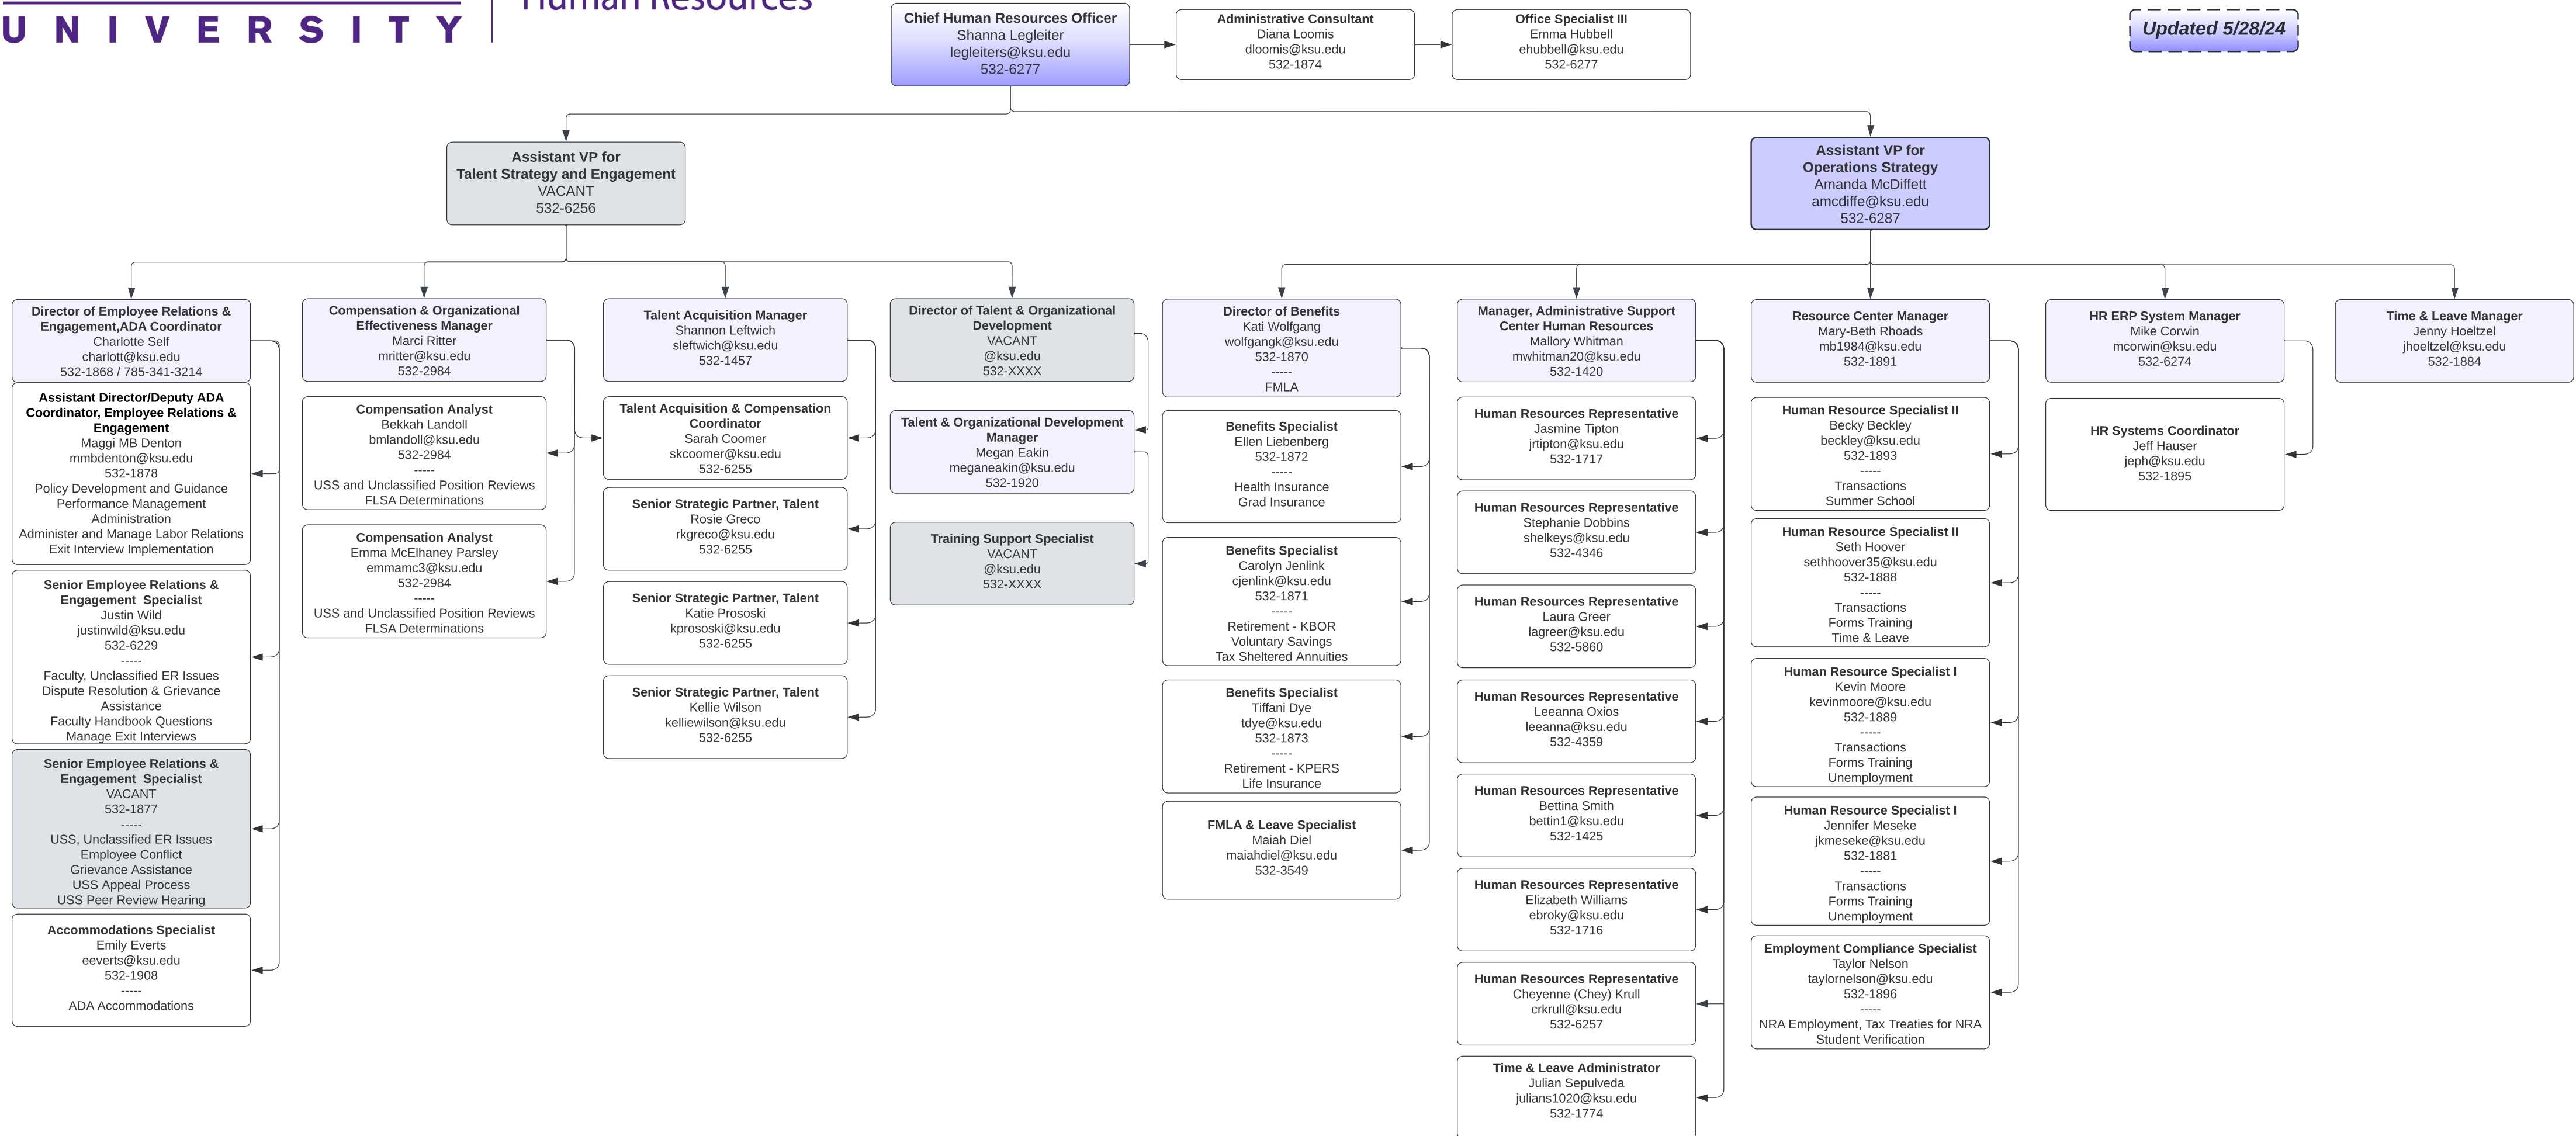 UNIVERSITY
Human Resources
Chief Human Resources Officer
Shanna Legleiter
legleiters@ksu.edu
532-6277
Administrative Consultant
Diana Loomis
dloomis@ksu.edu
532-1874
Office Specialist III
Emma Hubbell
ehubbell@ksu.edu
532-6277
Updated 5/28/24
Assistant VP for
Talent Strategy and Engagement
VACANT
532-6256
Assistant VP for
Operations Strategy
Amanda McDiffett
amcdiffe@ksu.edu
532-6287
Director of Employee Relations &
Engagement,ADA Coordinator
Charlotte Self
charlott@ksu.edu
532-1868 / 785-341-3214
Assistant Director/Deputy ADA
Coordinator, Employee Relations &
Engagement
Maggi MB Denton
mmbdenton@ksu.edu
532-1878
Policy Development and Guidance
Performance Management
Administration
Administer and Manage Labor Relations
Exit Interview Implementation
Senior Employee Relations &
Engagement  Specialist
Justin Wild
justinwild@ksu.edu
532-6229
-----
Faculty, Unclassified ER Issues
Dispute Resolution & Grievance
Assistance
Faculty Handbook Questions
Manage Exit Interviews
Senior Employee Relations &
Engagement  Specialist
VACANT
532-1877
-----
USS, Unclassified ER Issues
Employee Conflict
Grievance Assistance
USS Appeal Process
USS Peer Review Hearing
Accommodations Specialist
Emily Everts
eeverts@ksu.edu
532-1908
-----
ADA Accommodations
Compensation & Organizational
Effectiveness Manager
Marci Ritter
mritter@ksu.edu
532-2984
Compensation Analyst
Bekkah Landoll
bmlandoll@ksu.edu
532-2984
-----
USS and Unclassified Position Reviews
FLSA Determinations
Compensation Analyst
Emma McElhaney Parsley
emmamc3@ksu.edu
532-2984
-----
USS and Unclassified Position Reviews
FLSA Determinations
Talent Acquisition Manager
Shannon Leftwich
sleftwich@ksu.edu
532-1457
Talent Acquisition & Compensation
Coordinator
Sarah Coomer
skcoomer@ksu.edu
532-6255
Senior Strategic Partner, Talent
Rosie Greco
rkgreco@ksu.edu
532-6255
Senior Strategic Partner, Talent
Katie Prososki
kprososki@ksu.edu
532-6255
Senior Strategic Partner, Talent
Kellie Wilson
kelliewilson@ksu.edu
532-6255
Director of Talent & Organizational
Development
VACANT
@ksu.edu
532-XXXX
Talent & Organizational Development
Manager
Megan Eakin
meganeakin@ksu.edu
532-1920
Training Support Specialist
VACANT
@ksu.edu
532-XXXX
Director of Benefits
Kati Wolfgang
wolfgangk@ksu.edu
532-1870
-----
FMLA
Benefits Specialist
Ellen Liebenberg
532-1872
-----
Health Insurance
Grad Insurance
Benefits Specialist
Carolyn Jenlink
cjenlink@ksu.edu
532-1871
-----
Retirement - KBOR
Voluntary Savings
Tax Sheltered Annuities
Benefits Specialist
Tiffani Dye
tdye@ksu.edu
532-1873
-----
Retirement - KPERS
Life Insurance
FMLA & Leave Specialist
Maiah Diel
maiahdiel@ksu.edu
532-3549
Manager, Administrative Support
Center Human Resources
Mallory Whitman
mwhitman20@ksu.edu
532-1420
Human Resources Representative
Jasmine Tipton
jrtipton@ksu.edu
532-1717
Human Resources Representative
Stephanie Dobbins
shelkeys@ksu.edu
532-4346
Human Resources Representative
Laura Greer
lagreer@ksu.edu
532-5860
Human Resources Representative
Leeanna Oxios
leeanna@ksu.edu
532-4359
Human Resources Representative
Bettina Smith
bettin1@ksu.edu
532-1425
Human Resources Representative
Elizabeth Williams
ebroky@ksu.edu
532-1716
Human Resources Representative
Cheyenne (Chey) Krull
crkrull@ksu.edu
532-6257
Time & Leave Administrator
Julian Sepulveda
julians1020@ksu.edu
532-1774
Resource Center Manager
Mary-Beth Rhoads
mb1984@ksu.edu
532-1891
Human Resource Specialist II
Becky Beckley
beckley@ksu.edu
532-1893
-----
Transactions
Summer School
Human Resource Specialist II
Seth Hoover
sethhoover35@ksu.edu
532-1888
-----
Transactions
Forms Training
Time & Leave
Human Resource Specialist I
Kevin Moore
kevinmoore@ksu.edu
532-1889
-----
Transactions
Forms Training
Unemployment
Human Resource Specialist I
Jennifer Meseke
jkmeseke@ksu.edu
532-1881
-----
Transactions
Forms Training
Unemployment
Employment Compliance Specialist
Taylor Nelson
taylornelson@ksu.edu
532-1896
-----
NRA Employment, Tax Treaties for NRA
Student Verification
HR ERP System Manager
Mike Corwin
mcorwin@ksu.edu
532-6274
HR Systems Coordinator
Jeff Hauser
jeph@ksu.edu
532-1895
Time & Leave Manager
Jenny Hoeltzel
jhoeltzel@ksu.edu
532-1884